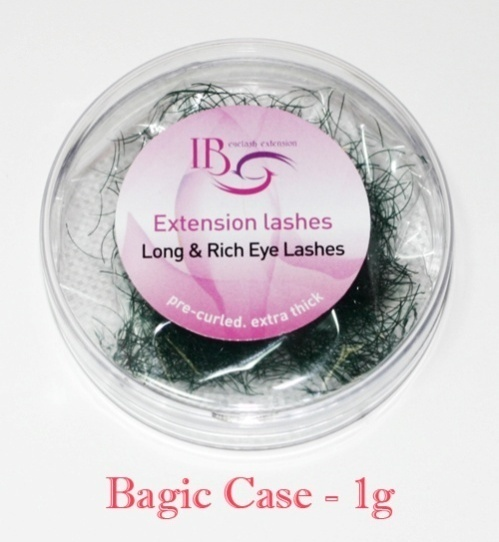 IB eyelash extension
Extension lashes
Long & Rich Eye Lashes
pre-curled. extra thick
Bagic Case - 1g